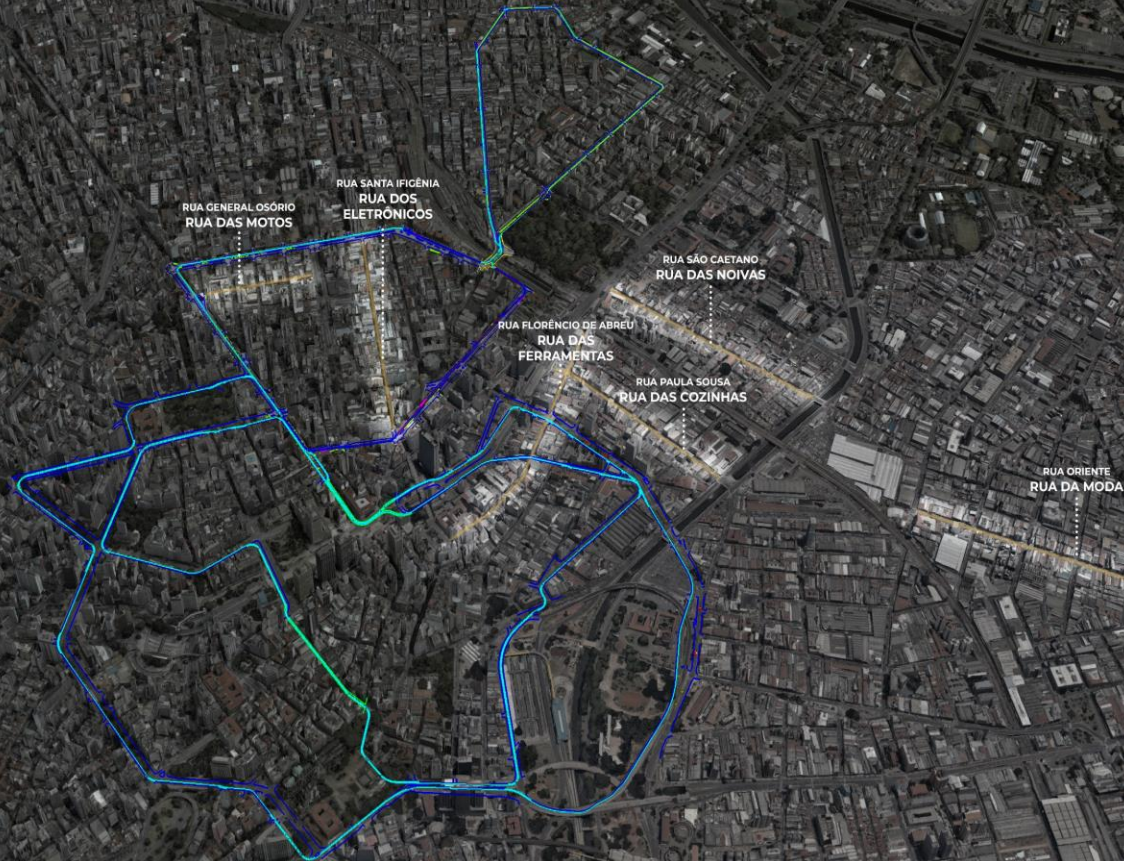 RUA SANTA IFIGÊNIA
RUA DOS
ELETRÔNICOS
RUA GENERAL OSÓRIO
RUA DAS MOTOS
RUA SÃO CAETANO
RUA DAS NOIVAS
RUA FLORÊNCIO DE ABREU
RUA DAS
FERRAMENTAS
RUA PAULA SOUSA
RUA DAS COZINHAS
RUA ORIENTE
RUA DA MODA